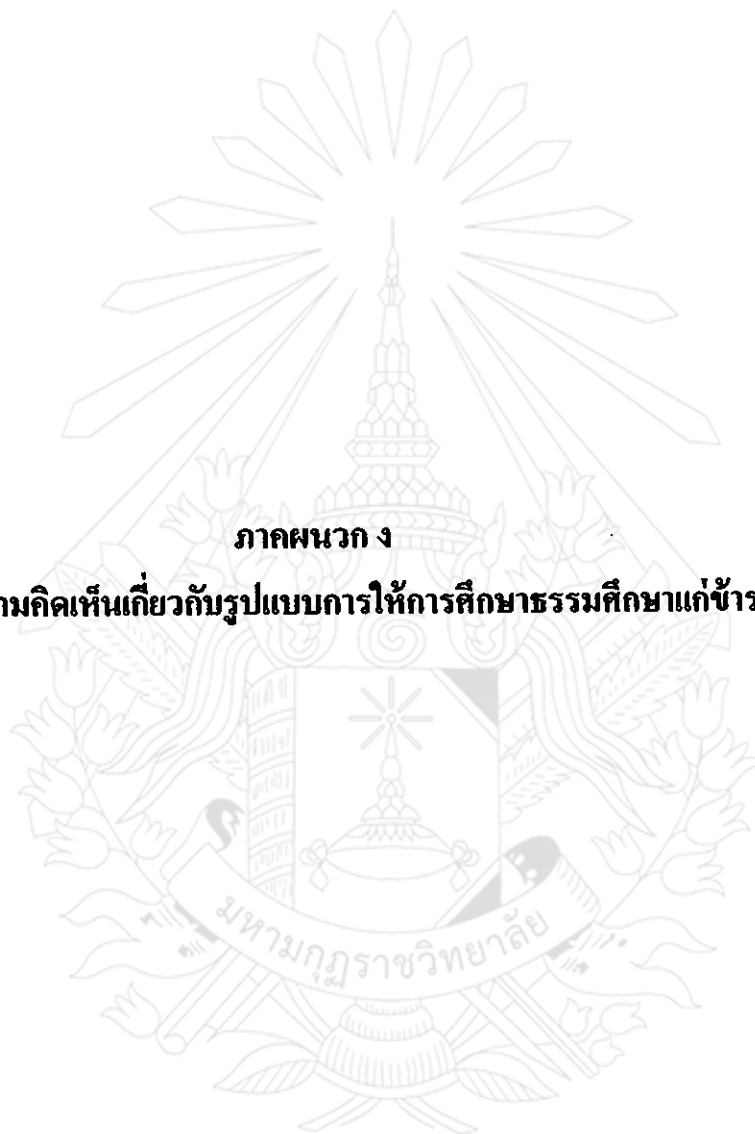 ภาคผนวก ง
ามคิดเห็นเกี่ยวกับรูปแบบการให้การศึกษาธรรมศึกษาแก่ข้าร
มหามกุฏราชวิทยาลัย